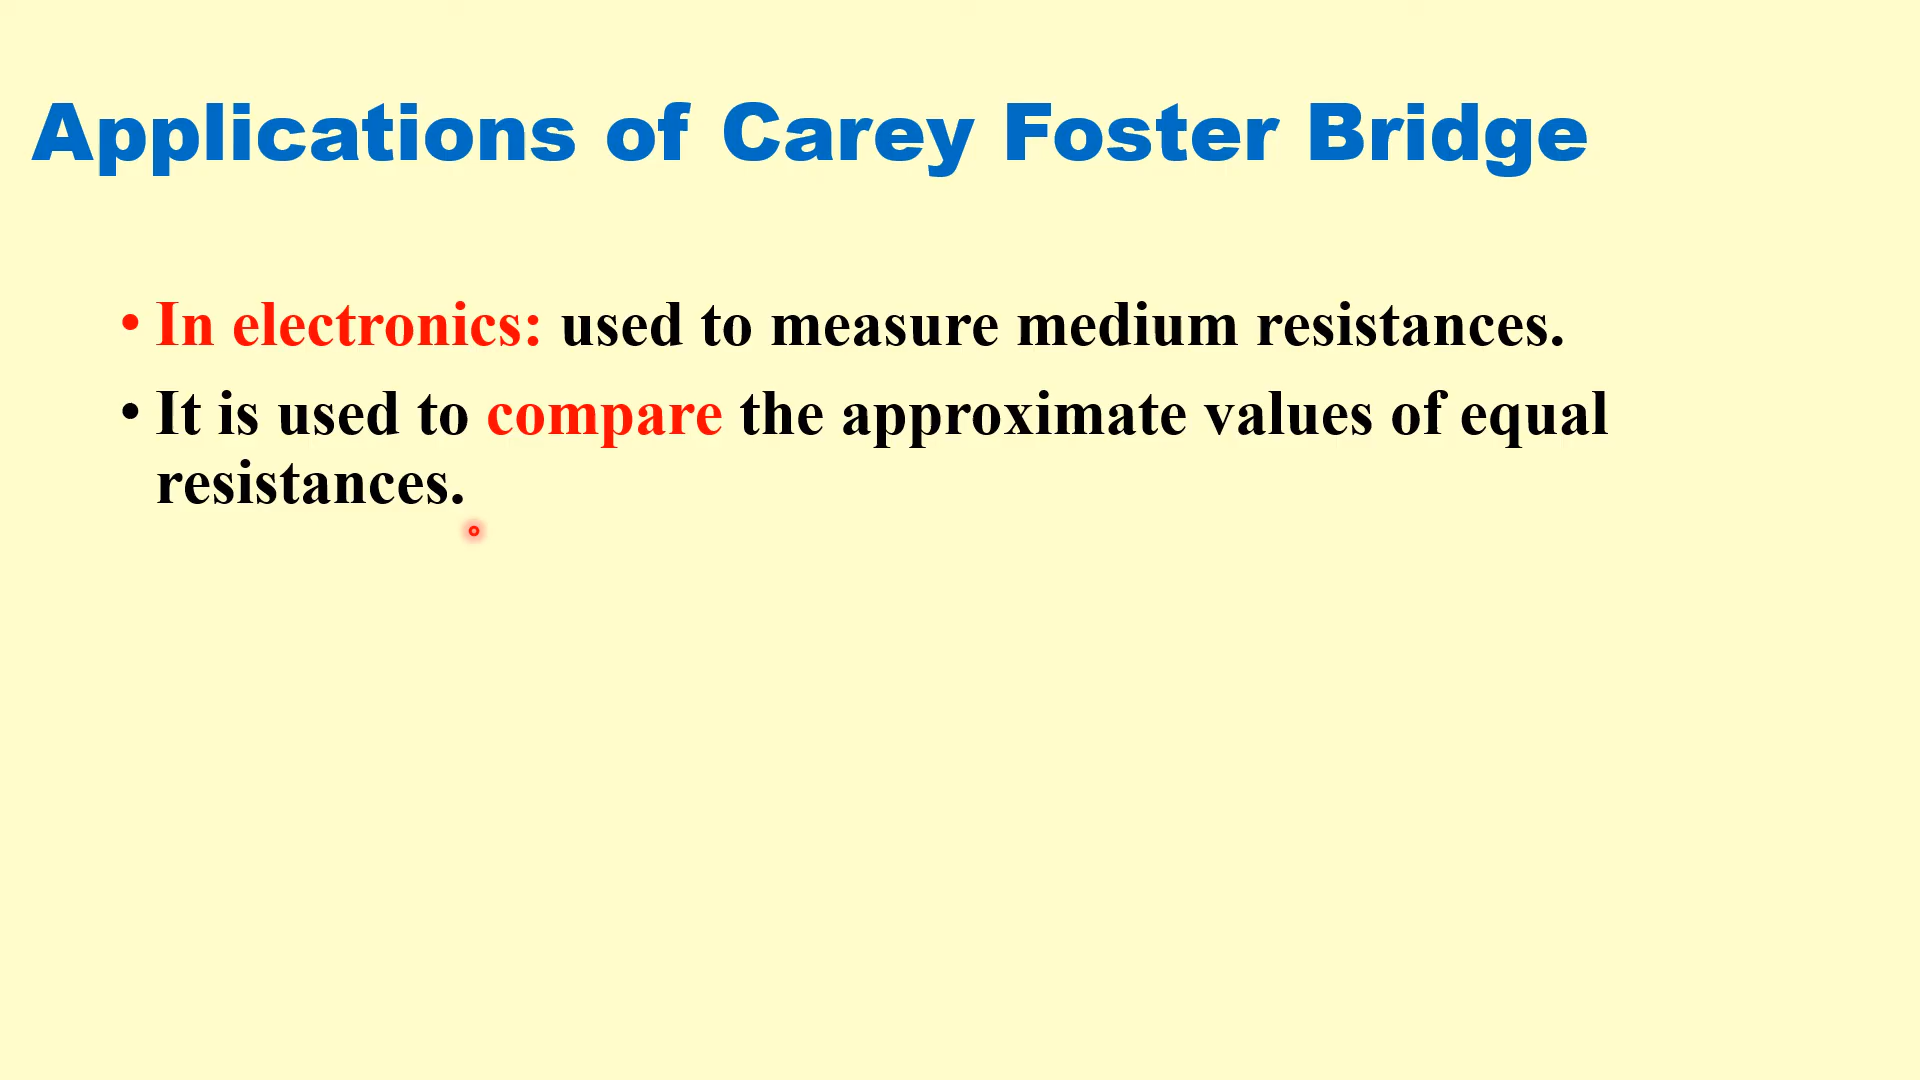 Applications of Carey Foster Bridge
• In electronics: used to measure medium resistances.
• It is used to compare the approximate values of equal
resistances.